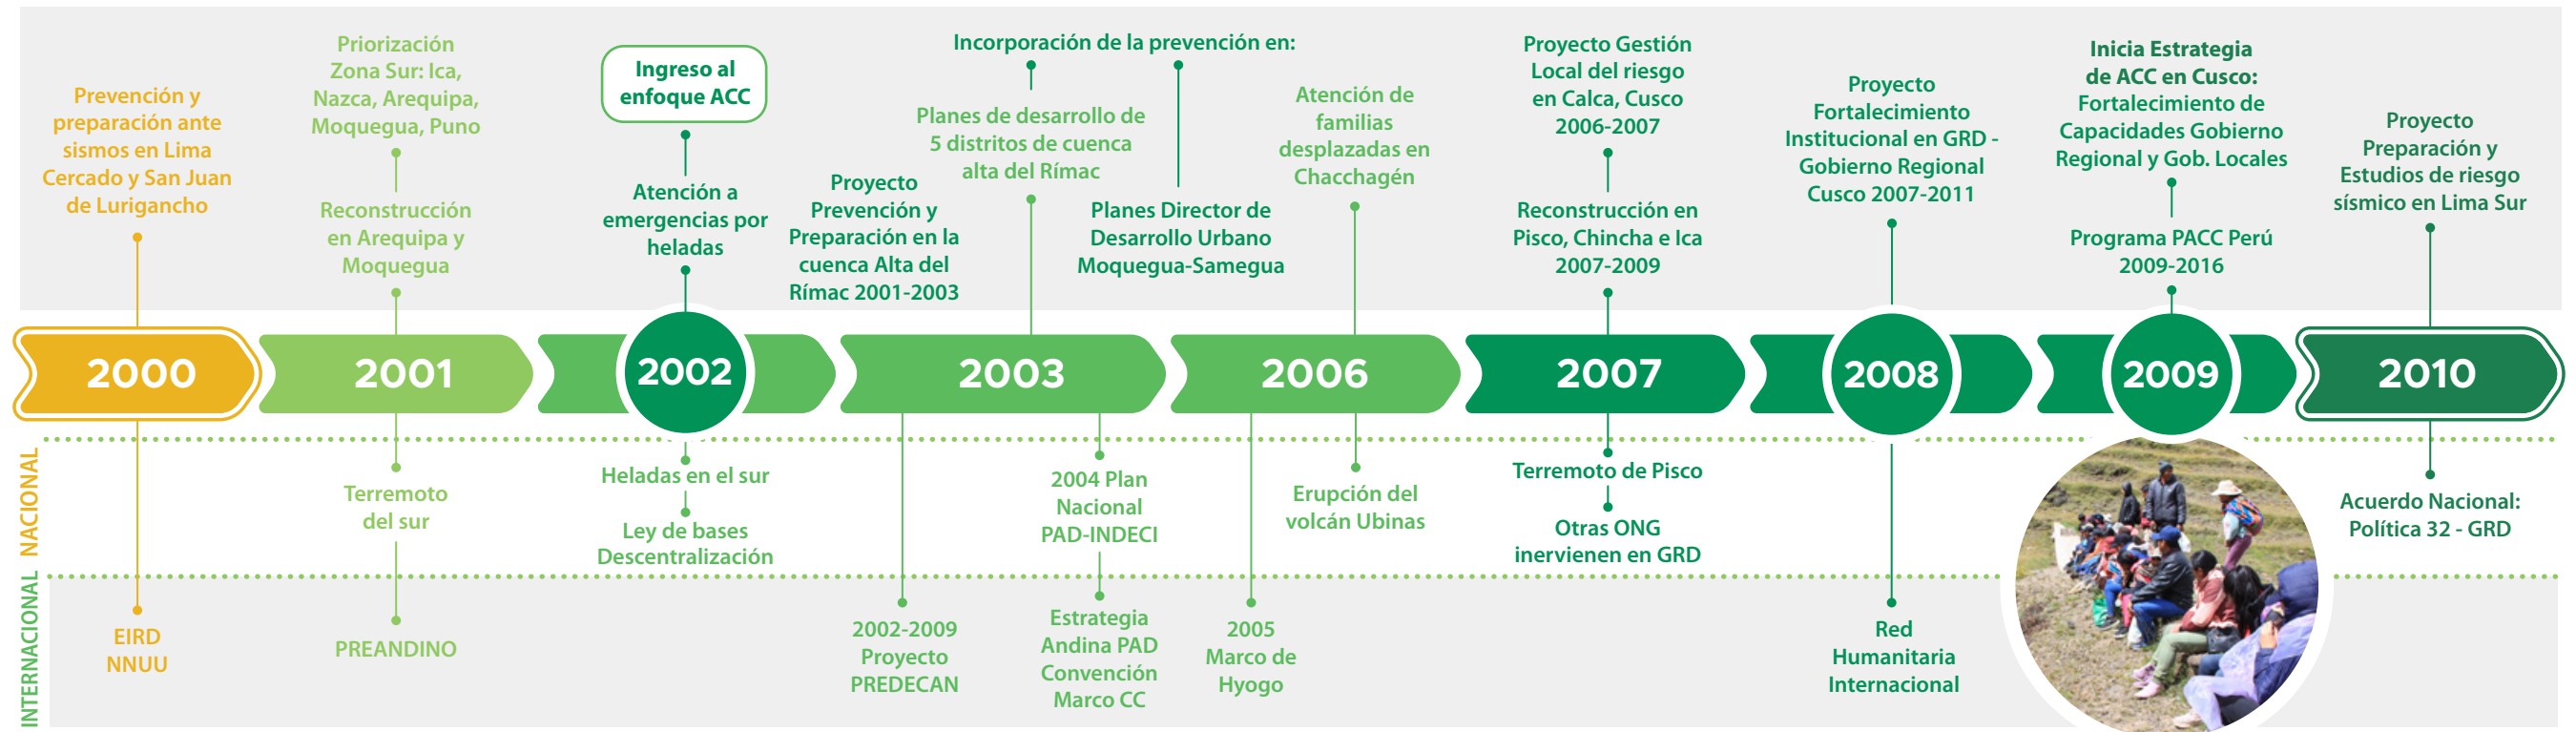 Prevención y
preparación ante
sismos en Lima
Cercado y San Juan
de Lurigancho
Priorización
Zona Sur: Ica,
Nazca, Arequipa,
Moquegua, Puno
Reconstrucción
en Arequipa y
Moquegua
Ingreso al
enfoque ACC
Atención a
emergencias por
heladas
Proyecto
Prevención y
Preparación en la
cuenca Alta del
Rímac 2001-2003
Incorporación de la prevención en:
Planes de desarrollo de
5 distritos de cuenca
alta del Rímac
Planes Director de
Desarrollo Urbano
Moquegua-Samegua
Atención de
familias
desplazadas en
Chacchagén
Proyecto Gestión
Local del riesgo
en Calca, Cusco
2006-2007
Reconstrucción en
Pisco, Chincha e Ica
2007-2009
Proyecto
Fortalecimiento
Institucional en GRD -
Gobierno Regional
Cusco 2007-2011
Inicia Estrategia
de ACC en Cusco:
Fortalecimiento de
Capacidades Gobierno
Regional y Gob. Locales
Programa PACC Perú
2009-2016
Proyecto
Preparación y
Estudios de riesgo
sísmico en Lima Sur
2000
2001
2002
2003
2006
2007
2008
2009
2010
NACIONAL
Terremoto
del sur
Heladas en el sur
Ley de bases
Descentralización
2004 Plan
Nacional
PAD-INDECI
Erupción del
volcán Ubinas
Terremoto de Pisco
Otras ONG
inervienen en GRD
Acuerdo Nacional:
Política 32 - GRD
INTERNACIONAL
EIRD
NNUU
PREANDINO
2002-2009
Proyecto
PREDECAN
Estrategia
Andina PAD
Convención
Marco CC
2005
Marco de
Hyogo
Red
Humanitaria
Internacional